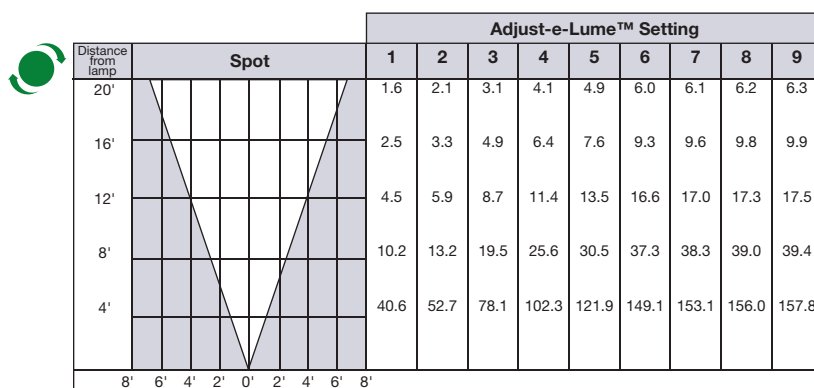 Adjust-e-Lume™ Setting
Distance from lamp Spot 1 2 3 4 5 6 7 8 9
20' 1.6 2.1 3.1 4.1 4.9 6.0 6.1 6.2 6.3
16' 2.5 3.3 4.9 6.4 7.6 9.3 9.6 9.8 9.9
12' 4.5 5.9 8.7 11.4 13.5 16.6 17.0 17.3 17.5
8' 10.2 13.2 19.5 25.6 30.5 37.3 38.3 39.0 39.4
4' 40.6 52.7 78.1 102.3 121.9 149.1 153.1 156.0 157.8
8' 6' 4' 2' 0' 2' 4' 6' 8'